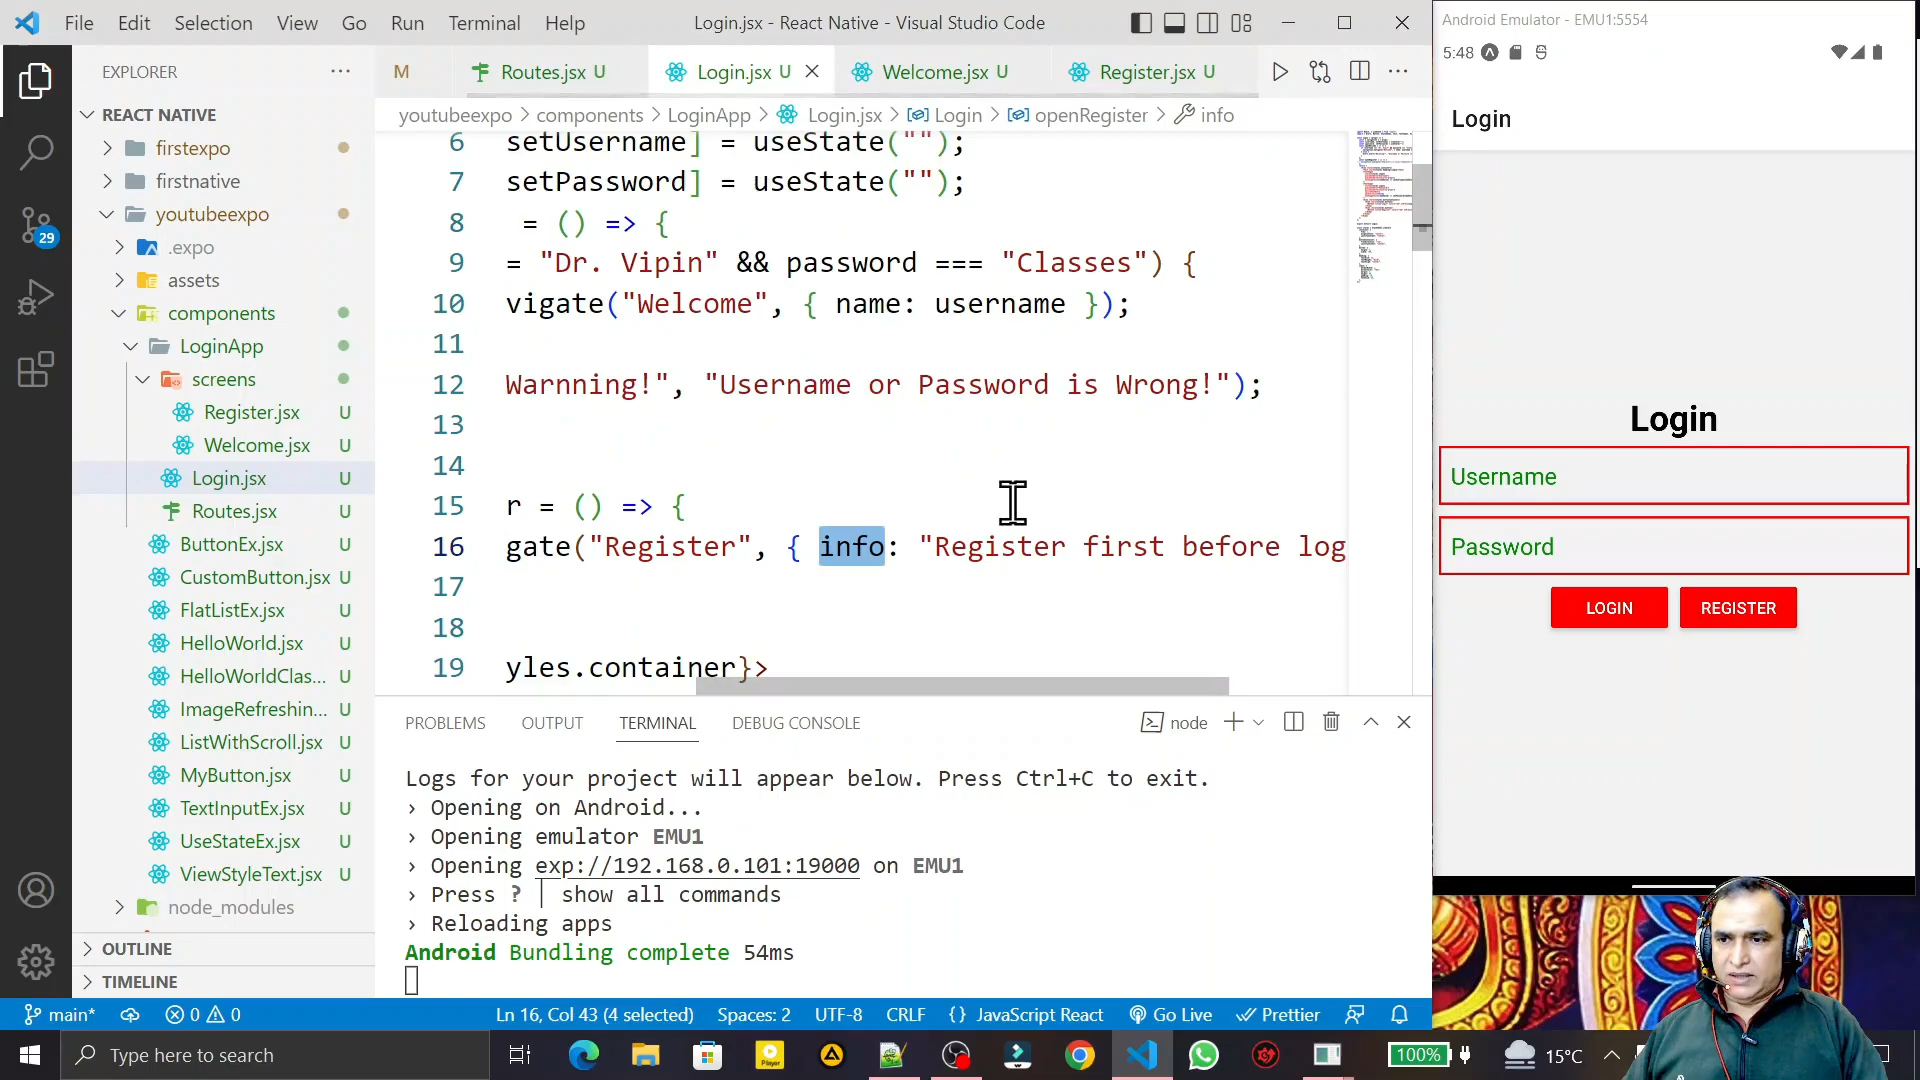 File Edit Selection View Go Run Terminal Help
Login.jsx - React Native - Visual Studio Code
Android Emulator - EMU1:5554
EXPLORER
M
Routes.jsx U
Login.jsx U
Welcome.jsx U
Register.jsx U
5:48
youtubeexpo > components > LoginApp > Login.jsx > Login > openRegister > info
Login
REACT NATIVE
firstexpo
firstnative
youtubeexpo
.expo
assets
components
LoginApp
screens
Register.jsx U
Welcome.jsx U
Login.jsx U
Routes.jsx U
ButtonEx.jsx U
CustomButton.jsx U
FlatListEx.jsx U
HelloWorld.jsx U
HelloWorldClas... U
ImageRefreshin... U
ListWithScroll.jsx U
MyButton.jsx U
TextInputEx.jsx U
UseStateEx.jsx U
ViewStyleText.jsx U
node_modules
OUTLINE
TIMELINE
29
6 setUsername] = useState("");
7 setPassword] = useState("");
8 = () => {
9 = "Dr. Vipin" && password === "Classes") {
10 vigate("Welcome", { name: username });
11
12 Warnning!", "Username or Password is Wrong!");
13
14
15 r = () => {
16 gate("Register", { info: "Register first before log
17
18
19 yles.container}>
Login
Username
Password
LOGIN REGISTER
PROBLEMS OUTPUT TERMINAL DEBUG CONSOLE
node
Logs for your project will appear below. Press Ctrl+C to exit.
› Opening on Android...
› Opening emulator EMU1
› Opening exp://192.168.0.101:19000 on EMU1
› Press ? │ show all commands
› Reloading apps
Android Bundling complete 54ms
main* 0 0 Ln 16, Col 43 (4 selected) Spaces: 2 UTF-8 CRLF {} JavaScript React Go Live Prettier
Type here to search
Player
100%
15°C